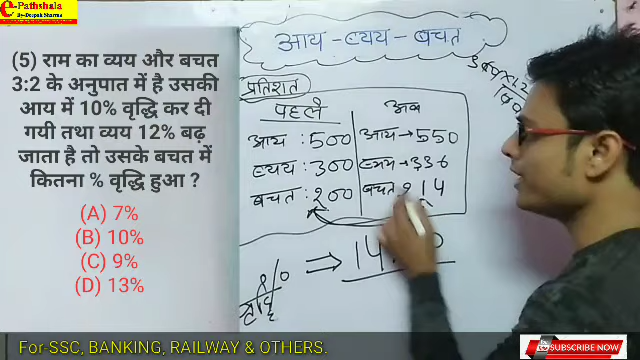 e-Pathshala
-By-Deepak Sharma
(5) राम का व्यय और बचत
3:2 के अनुपात में है उसकी
आय में 10% वृद्धि कर दी
गयी तथा व्यय 12% बढ़
जाता है तो उसके बचत में
कितना % वृद्धि हुआ ?
(A) 7%
(B) 10%
(C) 9%
(D) 13%
आय - व्यय - बचत
प्रतिशत
पहले
आय : 500
व्यय : 300
बचत : 200
अब
आय → 550
व्यय → 336
बचत 214
% वृद्धि ⇒
For-SSC, BANKING, RAILWAY & OTHERS.
SUBSCRIBE NOW